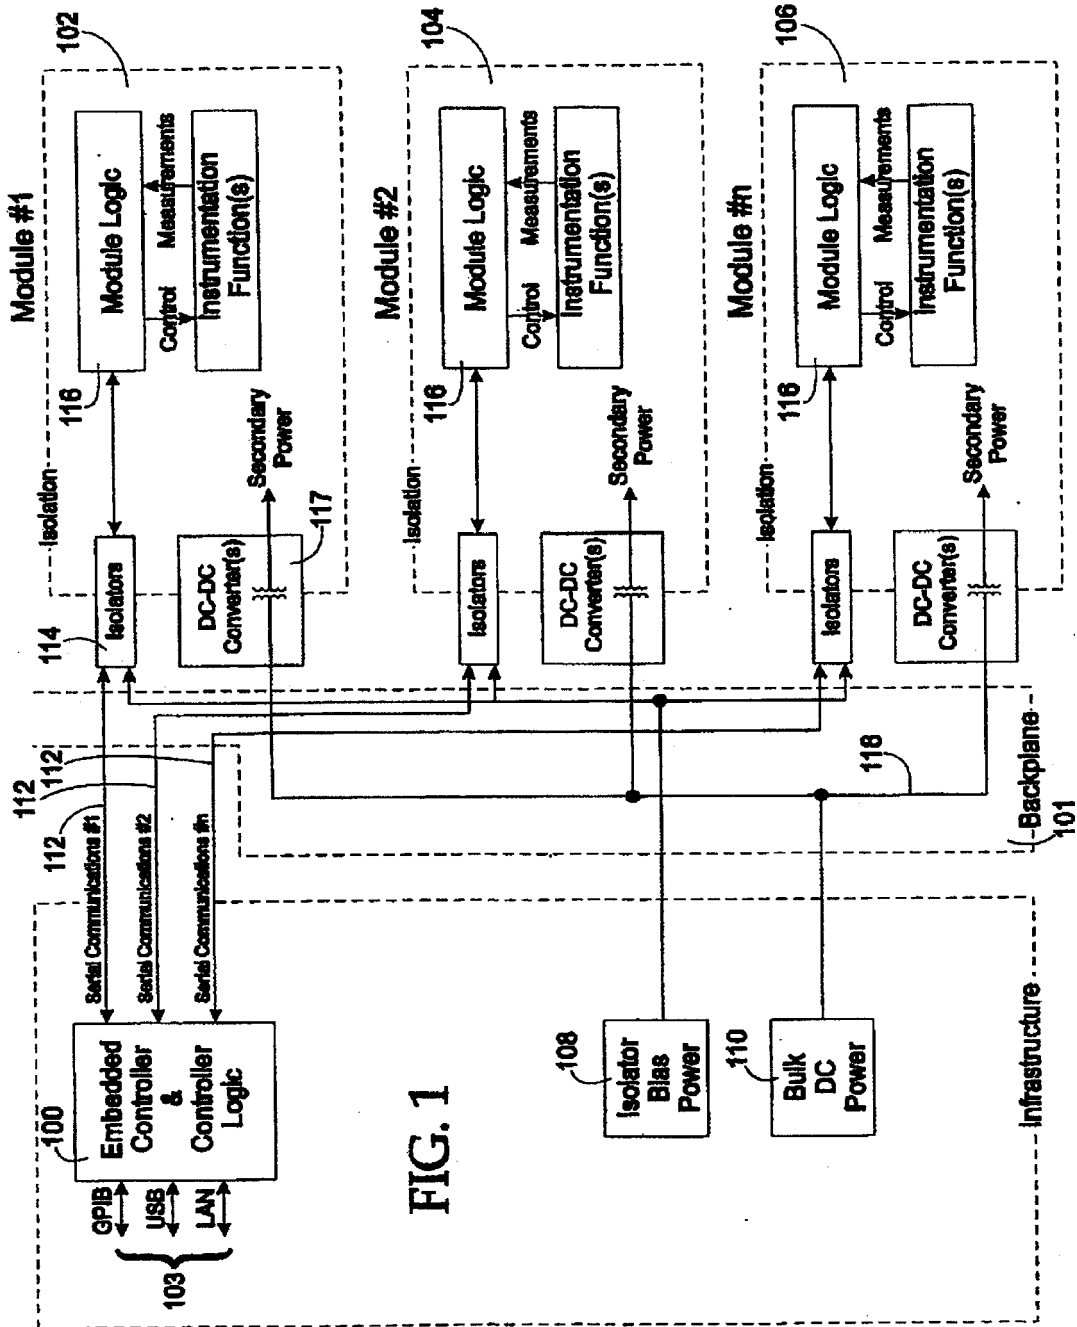 Module #1
102
Isolation
116
Module Logic
Control
Measurements
Instrumentation
Function(s)
114
Isolators
DC-DC
Converter(s)
117
Secondary
Power
Module #2
104
Isolation
116
Module Logic
Control
Measurements
Instrumentation
Function(s)
Isolators
DC-DC
Converter(s)
Secondary
Power
Module #n
106
Isolation
116
Module Logic
Control
Measurements
Instrumentation
Function(s)
Isolators
DC-DC
Converter(s)
Secondary
Power
112
112
112
Serial Communications #1
Serial Communications #2
Serial Communications #n
118
Backplane
101
100
Embedded
Controller
&
Controller
Logic
GPIB
USB
LAN
103
108
Isolator
Bias
Power
110
Bulk
DC
Power
Infrastructure
FIG. 1